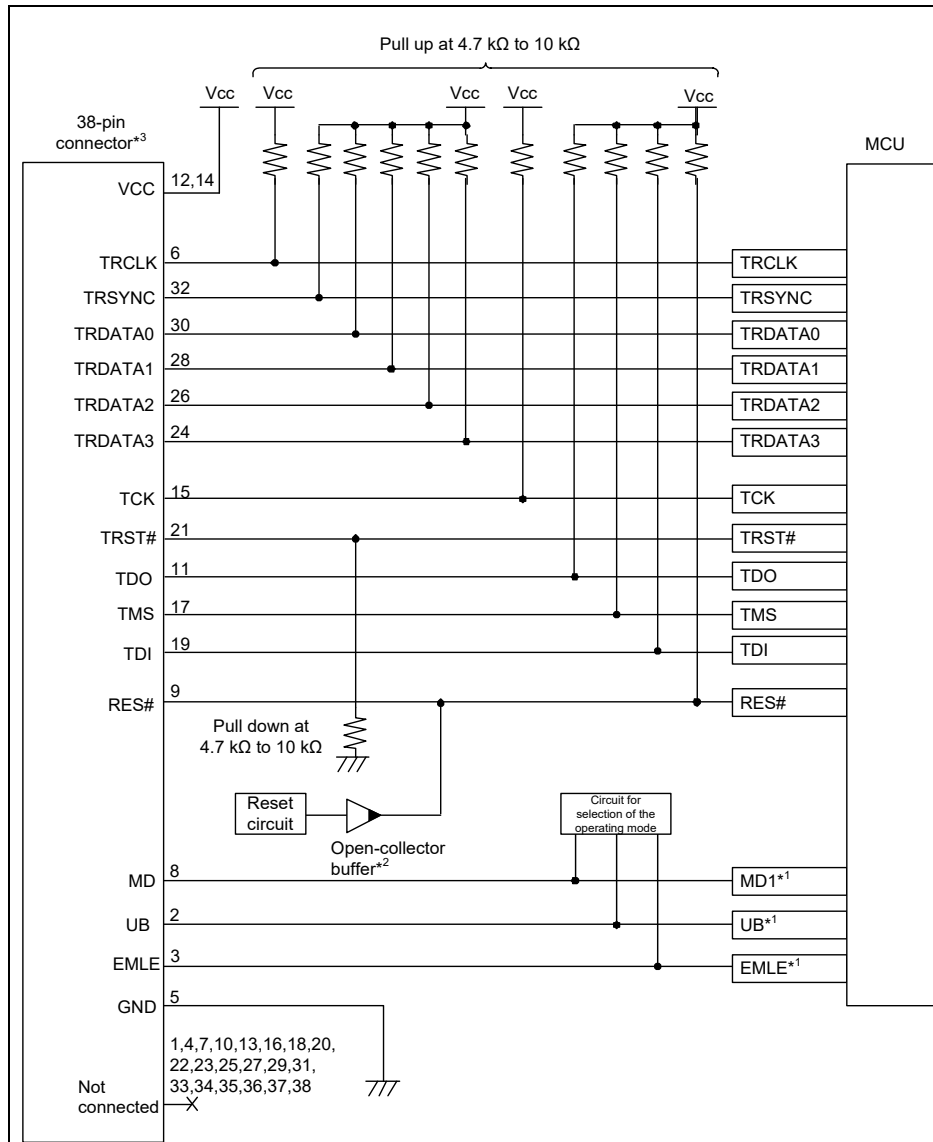 Pull up at 4.7 kΩ to 10 kΩ
Vcc Vcc Vcc Vcc Vcc
38-pin
connector*3
MCU
VCC 12,14
TRCLK 6 TRCLK
TRSYNC 32 TRSYNC
TRDATA0 30 TRDATA0
TRDATA1 28 TRDATA1
TRDATA2 26 TRDATA2
TRDATA3 24 TRDATA3
TCK 15 TCK
TRST# 21 TRST#
TDO 11 TDO
TMS 17 TMS
TDI 19 TDI
RES# 9 RES#
Pull down at
4.7 kΩ to 10 kΩ
Reset
circuit
Open-collector
buffer*2
Circuit for
selection of the
operating mode
MD 8 MD1*1
UB 2 UB*1
EMLE 3 EMLE*1
GND 5
1,4,7,10,13,16,18,20,
22,23,25,27,29,31,
33,34,35,36,37,38
Not
connected